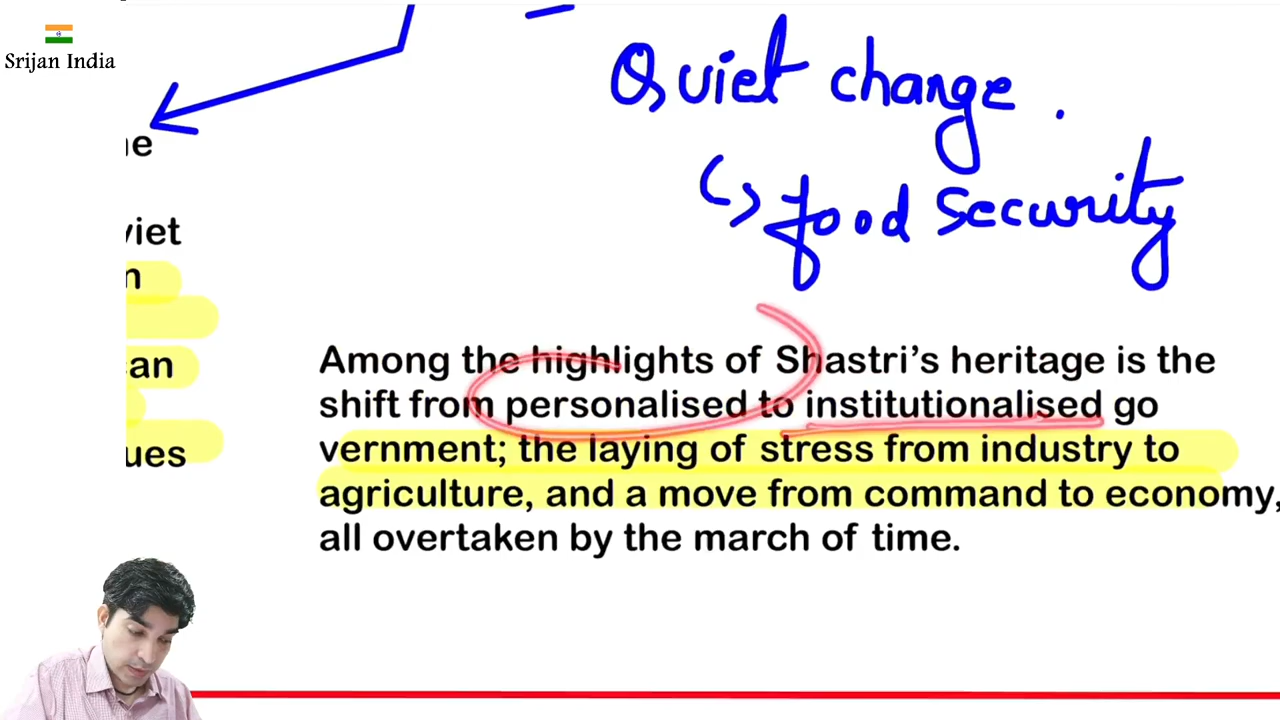 Srijan India
Quiet change.
food security
ne
viet
n
can
ues
Among the highlights of Shastri's heritage is the
shift from personalised to institutionalised go
vernment; the laying of stress from industry to
agriculture, and a move from command to economy,
all overtaken by the march of time.